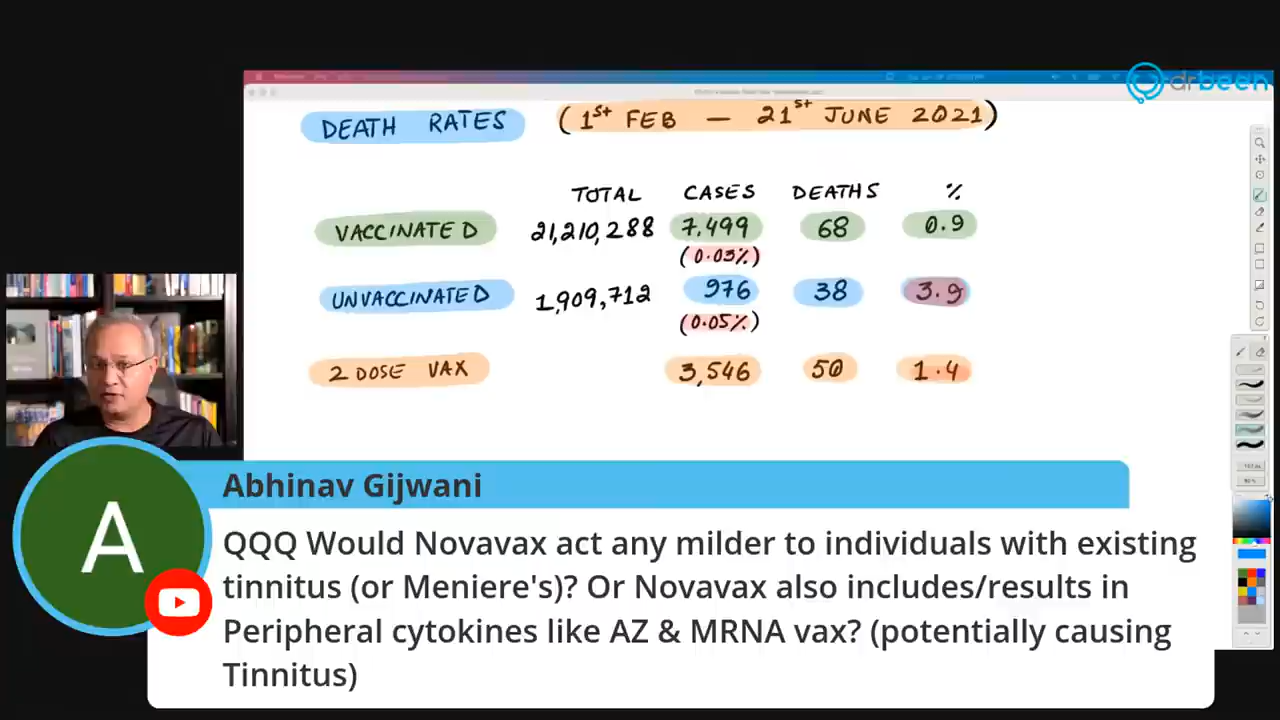 drbeen
DEATH RATES (1st FEB — 21st JUNE 2021)
TOTAL CASES DEATHS %
VACCINATED 21,210,288 7,499 68 0.9
(0.03%)
UNVACCINATED 1,909,712 976 38 3.9
(0.05%)
2 DOSE VAX 3,546 50 1.4
Abhinav Gijwani
A
QQQ Would Novavax act any milder to individuals with existing
tinnitus (or Meniere's)? Or Novavax also includes/results in
Peripheral cytokines like AZ & MRNA vax? (potentially causing
Tinnitus)